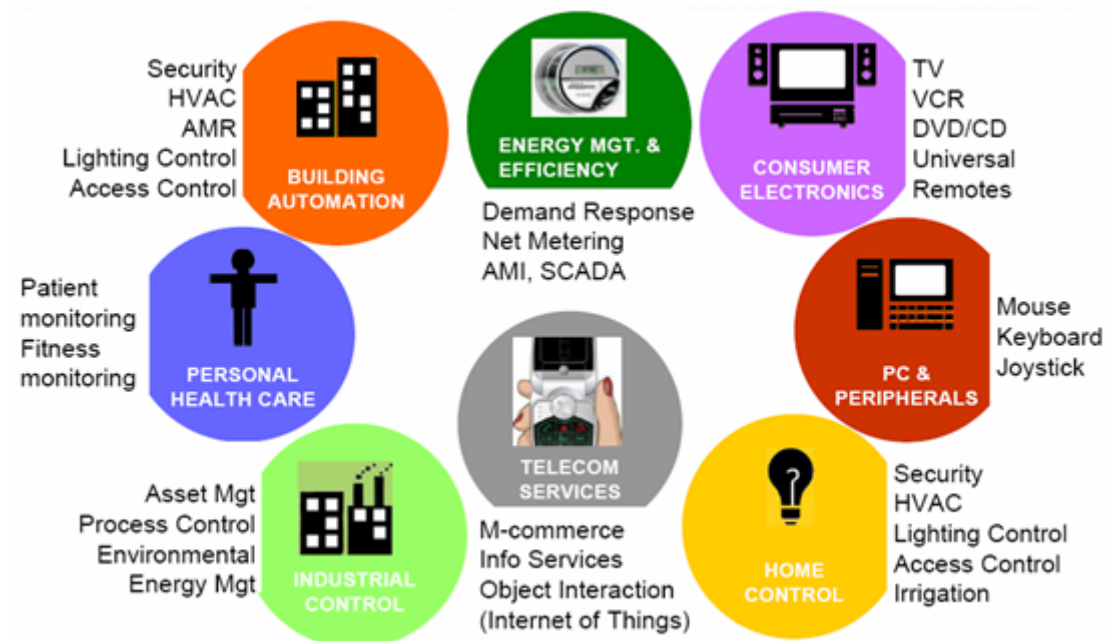 Security
HVAC
AMR
Lighting Control
Access Control
BUILDING
AUTOMATION
ENERGY MGT. &
EFFICIENCY
Demand Response
Net Metering
AMI, SCADA
CONSUMER
ELECTRONICS
TV
VCR
DVD/CD
Universal
Remotes
Patient
monitoring
Fitness
monitoring
PERSONAL
HEALTH CARE
PC &
PERIPHERALS
Mouse
Keyboard
Joystick
Asset Mgt
Process Control
Environmental
Energy Mgt
INDUSTRIAL
CONTROL
TELECOM
SERVICES
M-commerce
Info Services
Object Interaction
(Internet of Things)
?
HOME
CONTROL
Security
HVAC
Lighting Control
Access Control
Irrigation